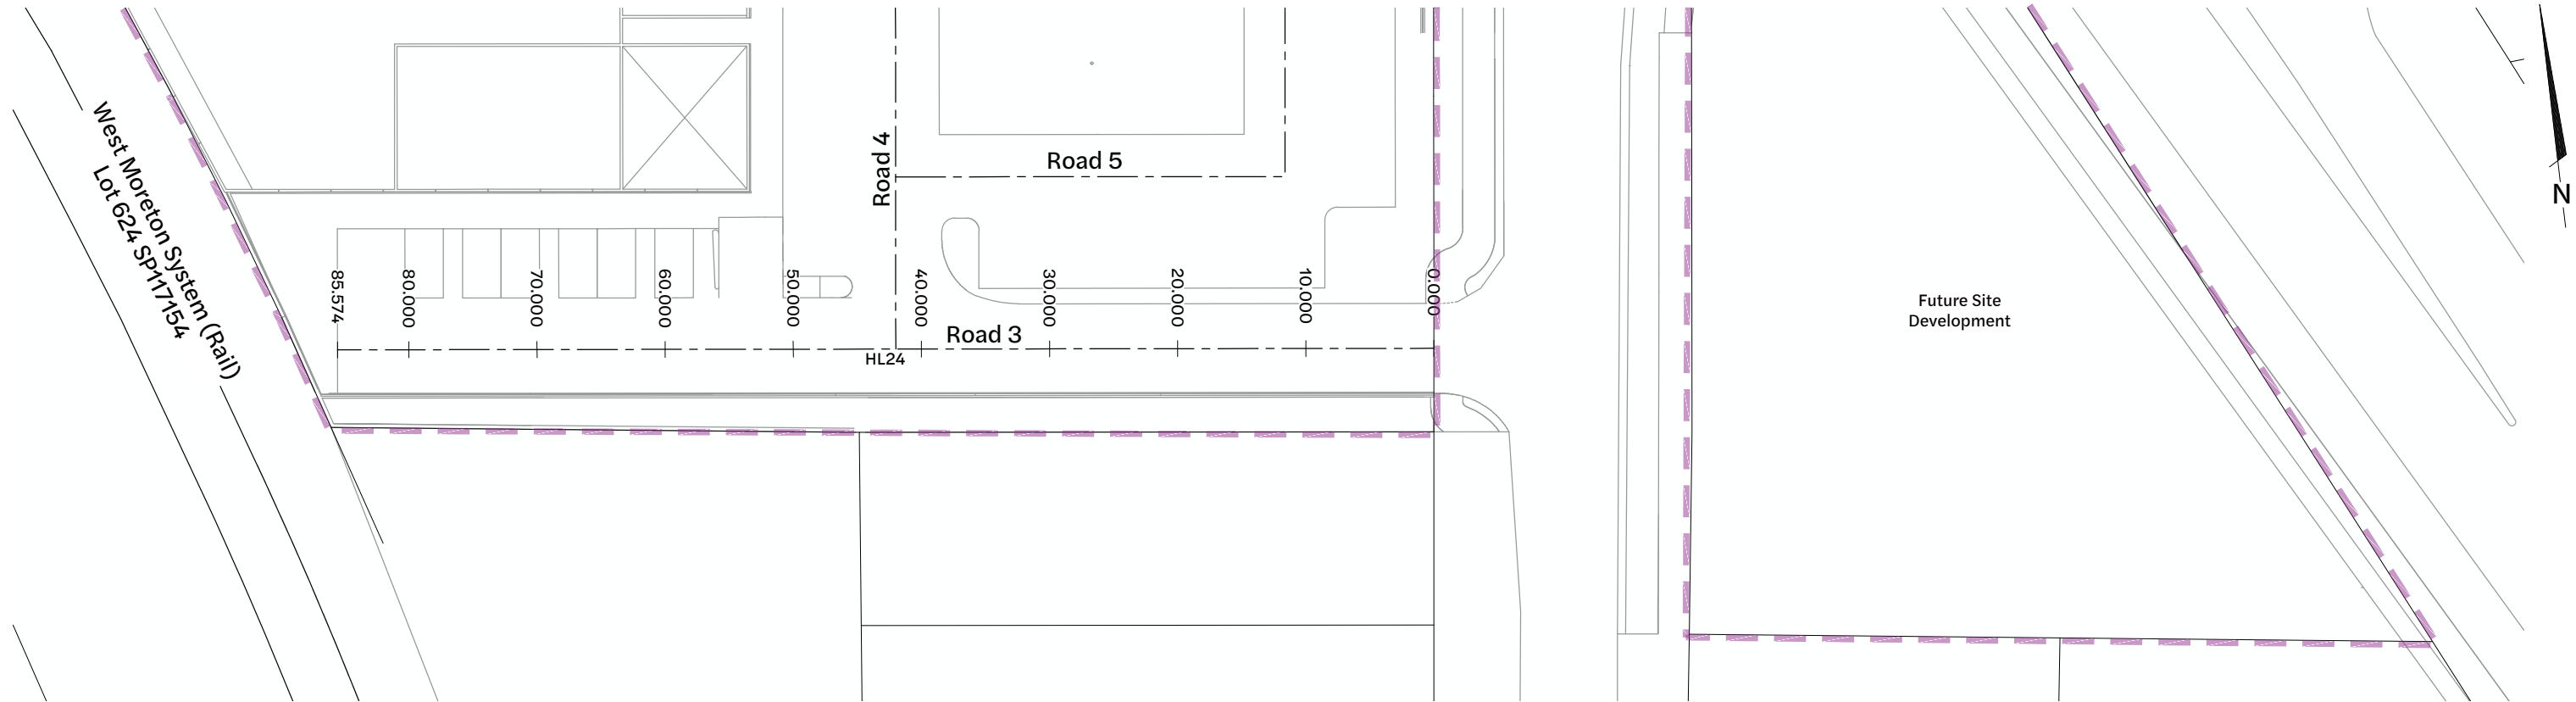 West Moreton System (Rail)
Lot 624 SP117154
Road 4
Road 5
85.574
80.000
70.000
60.000
50.000
40.000
30.000
20.000
10.000
0.000
Road 3
HL24
Future Site
Development
N